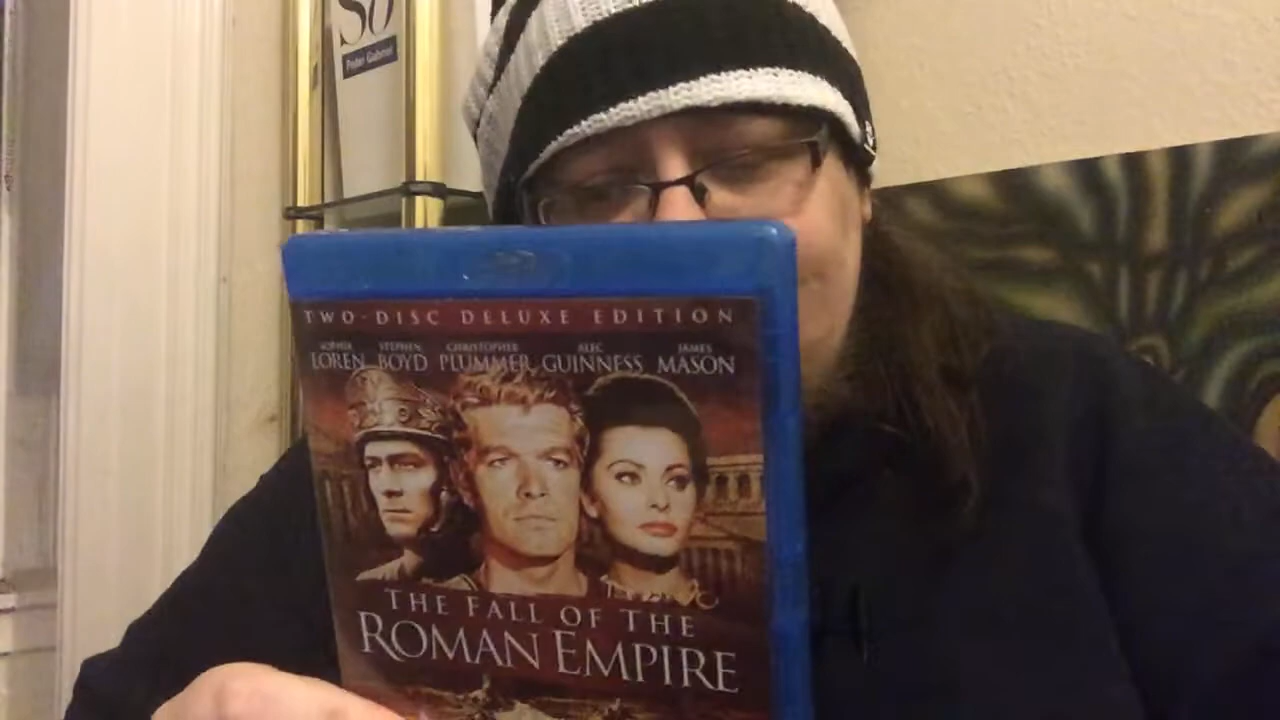 So
Peter Gabriel
TWO-DISC DELUXE EDITION
SOPHIA STEPHEN CHRISTOPHER ALEC JAMES
LOREN BOYD PLUMMER GUINNESS MASON
THE FALL OF THE
ROMAN EMPIRE